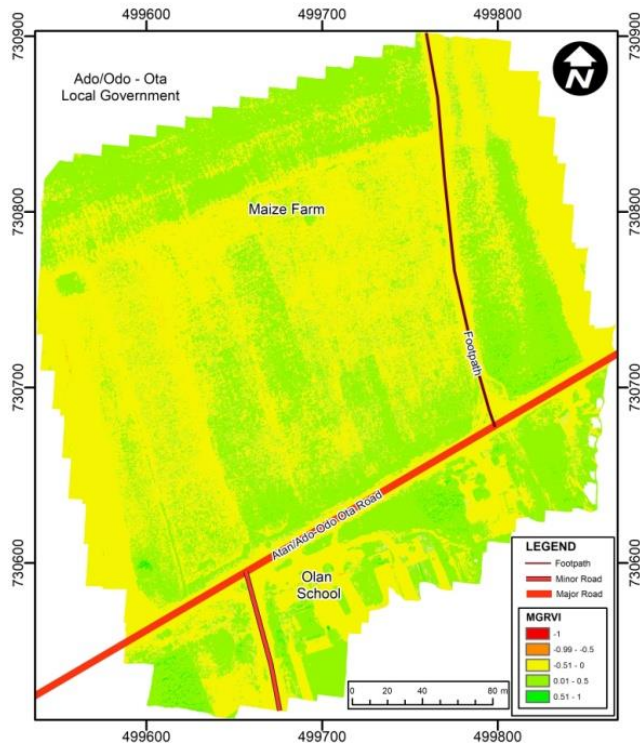 499600 499700 499800
730900 730900
Ado/Odo - Ota
Local Government
N
730800 730800
Maize Farm
Footpath
730700 730700
Atan/Ado-Odo Ota Road
730600 730600
Olan
School
LEGEND
Footpath
Minor Road
Major Road
MGRVI
-1
-0.99 - -0.5
-0.51 - 0
0.01 - 0.5
0.51 - 1
0 20 40 80 m
499600 499700 499800